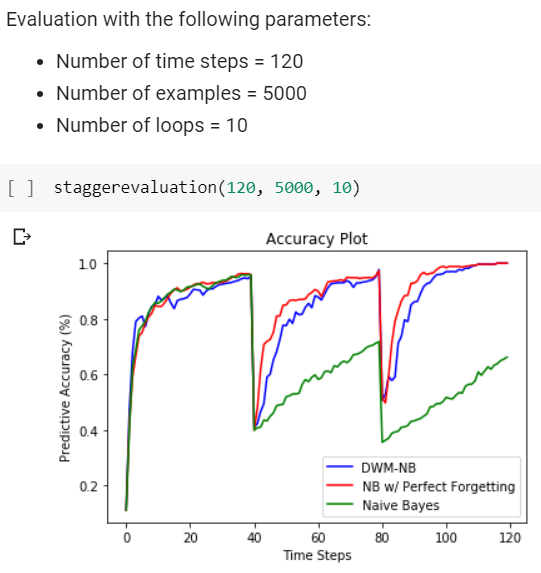 Evaluation with the following parameters:
• Number of time steps = 120
• Number of examples = 5000
• Number of loops = 10
[ ] staggerevaluation(120, 5000, 10)
Accuracy Plot
1.0
0.8
0.6
0.4
0.2
Predictive Accuracy (%)
DWM-NB
NB w/ Perfect Forgetting
Naive Bayes
0 20 40 60 80 100 120
Time Steps